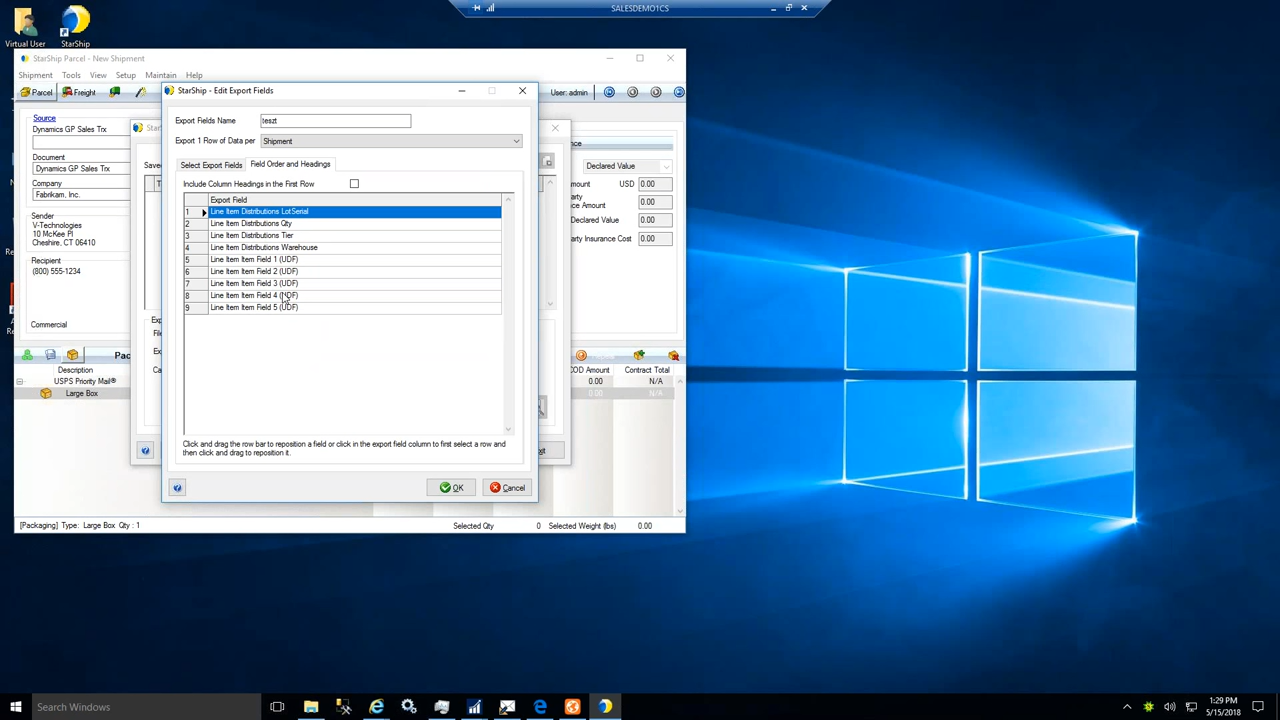 SALESDEMO1CS
Virtual User
StarShip
StarShip Parcel - New Shipment
Shipment Tools View Setup Maintain Help
Parcel Freight User: admin
StarShip - Edit Export Fields
Export Fields Name teszt
Export 1 Row of Data per Shipment
Select Export Fields Field Order and Headings
Include Column Headings in the First Row
Export Field
1 Line Item Distributions LotSerial
2 Line Item Distributions Qty
3 Line Item Distributions Tier
4 Line Item Distributions Warehouse
5 Line Item Item Field 1 (UDF)
6 Line Item Item Field 2 (UDF)
7 Line Item Item Field 3 (UDF)
8 Line Item Item Field 4 (UDF)
9 Line Item Item Field 5 (UDF)
Click and drag the row bar to reposition a field or click in the export field column to first select a row and
then click and drag to reposition it.
OK Cancel
Source
Dynamics GP Sales Trx
Document
Dynamics GP Sales Trx
Company
Fabrikam, Inc.
Sender
V-Technologies
10 McKee Pl
Cheshire, CT 06410
Recipient
(800) 555-1234
Commercial
Declared Value
USD 0.00
0.00
Declared Value 0.00
Insurance Cost 0.00
Description COD Amount Contract Total
USPS Priority Mail® 0.00 N/A
Large Box 0.00 N/A
[Packaging] Type: Large Box Qty : 1 Selected Qty 0 Selected Weight (lbs) 0.00
Search Windows
1:29 PM
5/15/2018